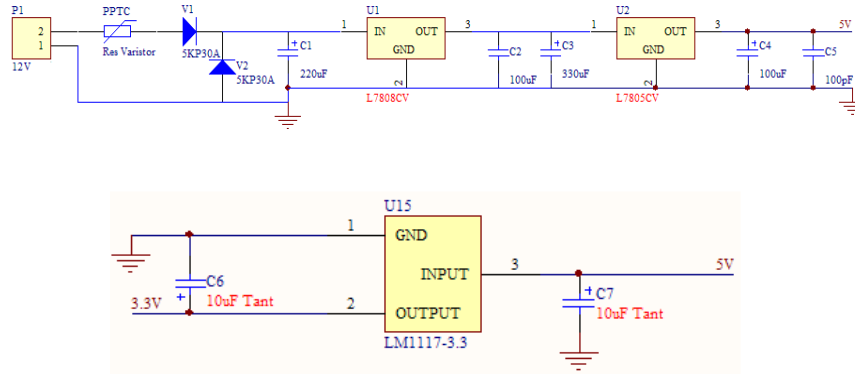 P1
2
1
12V
PPTC
Res Varistor
V1
5KP30A
V2
5KP30A
C1
220uF
U1
1
IN
OUT
3
GND
2
L7808CV
C2
100uF
C3
330uF
U2
1
IN
OUT
3
GND
2
L7805CV
C4
100uF
C5
100pF
5V
U15
1
GND
INPUT
3
5V
2
OUTPUT
LM1117-3.3
C6
10uF Tant
3.3V
C7
10uF Tant